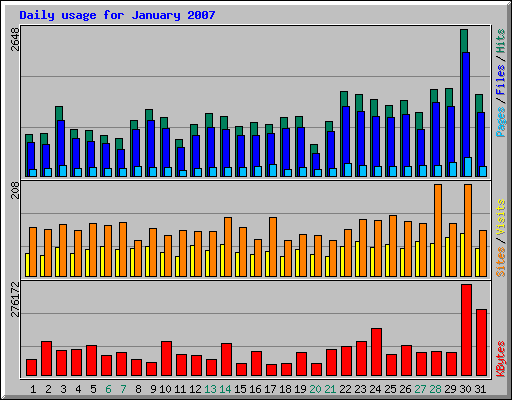 Daily usage for January 2007
2648
Pages / Files / Hits
208
Sites / Visits
276172
KBytes
1 2 3 4 5 6 7 8 9 10 11 12 13 14 15 16 17 18 19 20 21 22 23 24 25 26 27 28 29 30 31